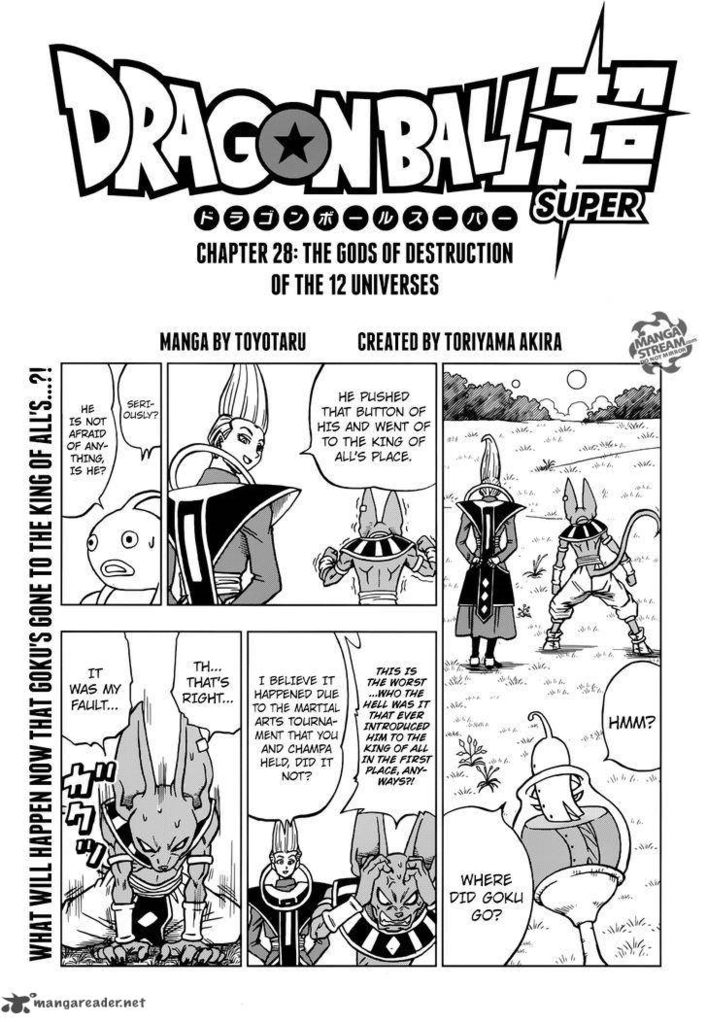 DRAGON BALL超
SUPER
ドラゴンボールスーパー
CHAPTER 28: THE GODS OF DESTRUCTION
OF THE 12 UNIVERSES
MANGA BY TOYOTARU
CREATED BY TORIYAMA AKIRA
MANGA
STREAM.com
DO NOT MIRROR
WHAT WILL HAPPEN NOW THAT GOKU'S GONE TO THE KING OF ALL'S...?!
HMM?
WHERE
DID GOKU
GO?
HE PUSHED
THAT BUTTON OF
HIS AND WENT OF
TO THE KING OF
ALL'S PLACE.
SERI-
OUSLY?
HE
IS NOT
AFRAID
OF ANY-
THING,
IS HE?
THIS IS
THE WORST
...WHO THE
HELL WAS IT
THAT EVER
INTRODUCED
HIM TO THE
KING OF ALL
IN THE FIRST
PLACE, ANY-
WAYS?!
I BELIEVE IT
HAPPENED DUE
TO THE MARTIAL
ARTS TOURNA-
MENT THAT YOU
AND CHAMPA
HELD, DID IT
NOT?
TH...
THAT'S
RIGHT...
IT
WAS MY
FAULT...
ガクッ
mangareader.net